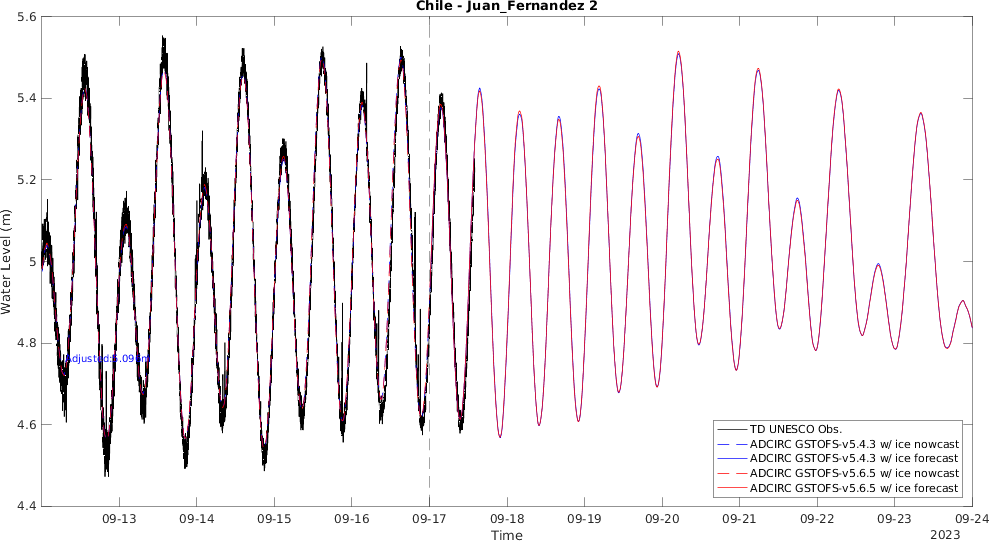 Chile - Juan_Fernandez 2
5.6
5.4
5.2
5
4.8
4.6
4.4
Water Level (m)
TD UNESCO Obs.
ADCIRC GSTOFS-v5.4.3 w/ ice nowcast
ADCIRC GSTOFS-v5.4.3 w/ ice forecast
ADCIRC GSTOFS-v5.6.5 w/ ice nowcast
ADCIRC GSTOFS-v5.6.5 w/ ice forecast
09-13 09-14 09-15 09-16 09-17 09-18 09-19 09-20 09-21 09-22 09-23 09-24
Time
2023